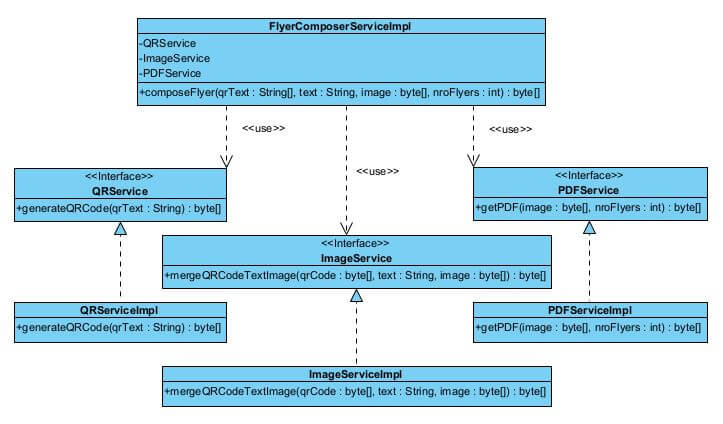 FlyerComposerServiceImpl
-QRService
-ImageService
-PDFService
+composeFlyer(qrText : String[], text : String, image : byte[], nroFlyers : int) : byte[]
<<use>>
<<use>>
<<use>>
<<Interface>>
QRService
+generateQRCode(qrText : String) : byte[]
<<Interface>>
PDFService
+getPDF(image : byte[], nroFlyers : int) : byte[]
<<Interface>>
ImageService
+mergeQRCodeTextImage(qrCode : byte[], text : String, image : byte[]) : byte[]
QRServiceImpl
+generateQRCode(qrText : String) : byte[]
PDFServiceImpl
+getPDF(image : byte[], nroFlyers : int) : byte[]
ImageServiceImpl
+mergeQRCodeTextImage(qrCode : byte[], text : String, image : byte[]) : byte[]